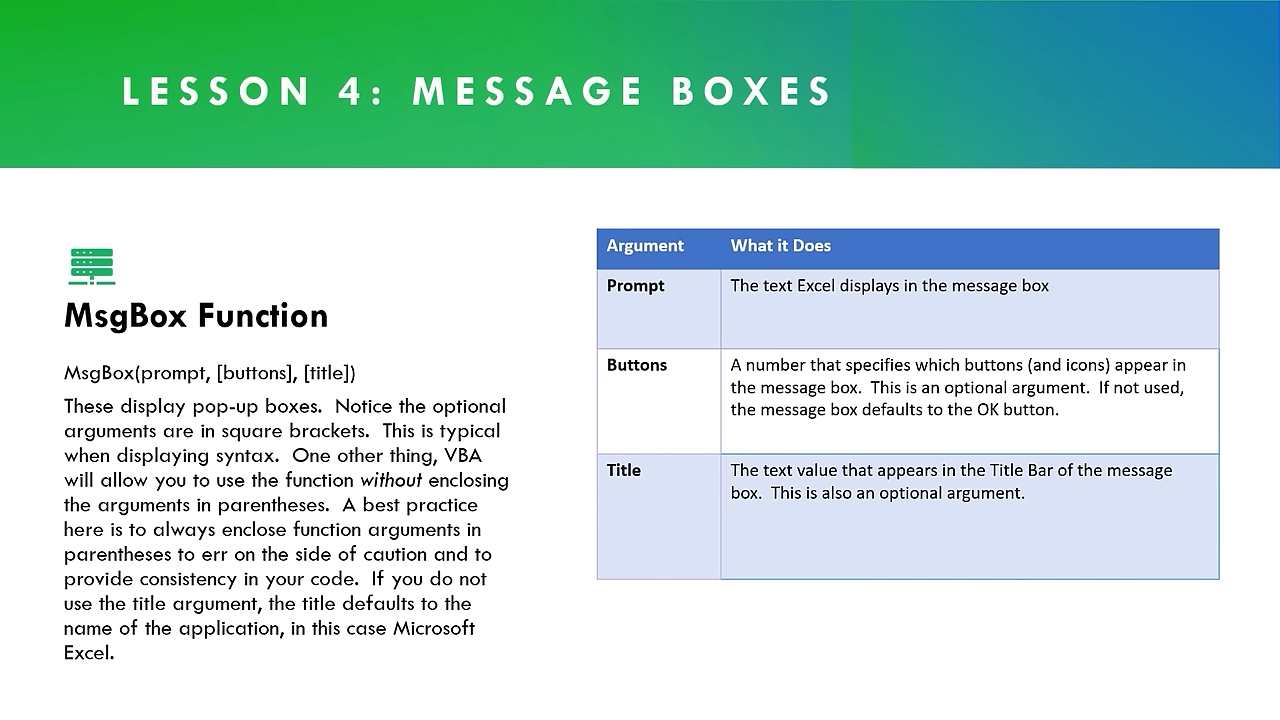 LESSON 4: MESSAGE BOXES
MsgBox Function
MsgBox(prompt, [buttons], [title])
These display pop-up boxes.  Notice the optional
arguments are in square brackets.  This is typical
when displaying syntax.  One other thing, VBA
will allow you to use the function without enclosing
the arguments in parentheses.  A best practice
here is to always enclose function arguments in
parentheses to err on the side of caution and to
provide consistency in your code.  If you do not
use the title argument, the title defaults to the
name of the application, in this case Microsoft
Excel.
Argument What it Does
Prompt The text Excel displays in the message box
Buttons A number that specifies which buttons (and icons) appear in
the message box.  This is an optional argument.  If not used,
the message box defaults to the OK button.
Title The text value that appears in the Title Bar of the message
box.  This is also an optional argument.